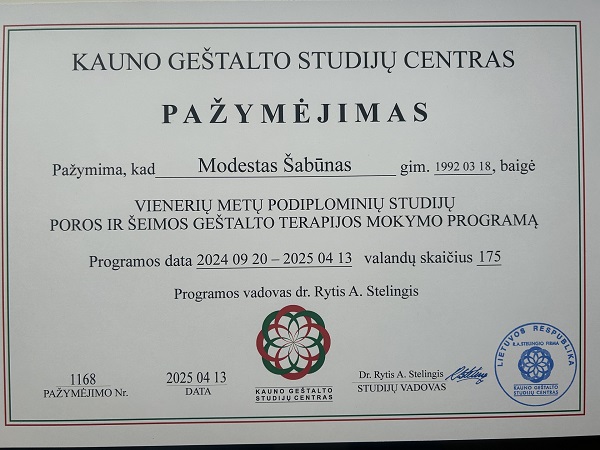 KAUNO GEŠTALTO STUDIJŲ CENTRAS
PAŽYMĖJIMAS
Pažymima, kad Modestas Šabūnas gim. 1992 03 18, baigė
VIENERIŲ METŲ PODIPLOMINIŲ STUDIJŲ
POROS IR ŠEIMOS GEŠTALTO TERAPIJOS MOKYMO PROGRAMĄ
Programos data 2024 09 20 – 2025 04 13 valandų skaičius 175
Programos vadovas dr. Rytis A. Stelingis
1168
PAŽYMĖJIMO Nr.
2025 04 13
DATA
KAUNO GEŠTALTO
STUDIJŲ CENTRAS
Dr. Rytis A. Stelingis
STUDIJŲ VADOVAS
LIETUVOS RESPUBLIKA
R.A.STELINGIO FIRMA
KAUNO GEŠTALTO
STUDIJŲ CENTRAS